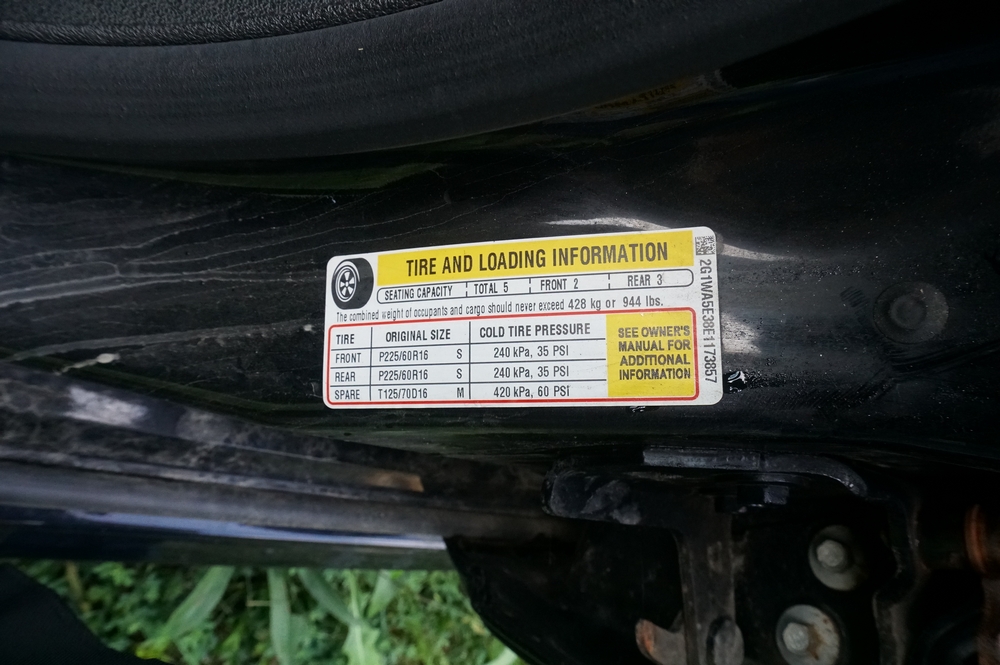 TIRE AND LOADING INFORMATION
SEATING CAPACITY TOTAL 5 FRONT 2 REAR 3
The combined weight of occupants and cargo should never exceed 428 kg or 944 lbs.
TIRE ORIGINAL SIZE COLD TIRE PRESSURE
FRONT P225/60R16 S 240 kPa, 35 PSI
REAR P225/60R16 S 240 kPa, 35 PSI
SPARE T125/70D16 M 420 kPa, 60 PSI
SEE OWNER'S
MANUAL FOR
ADDITIONAL
INFORMATION
2G1WA5E38E1173857